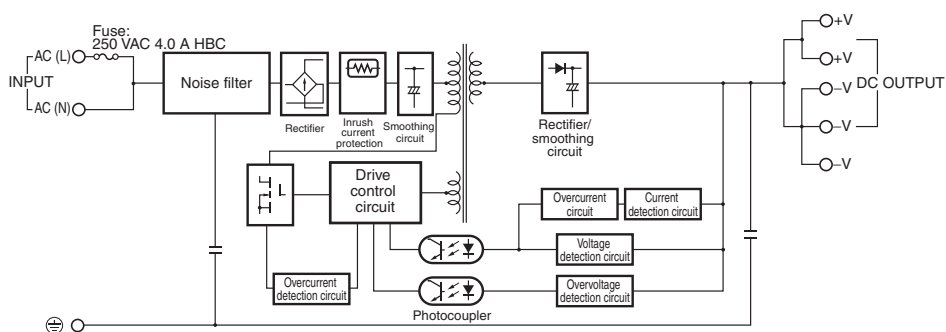 Fuse:
250 VAC 4.0 A HBC
AC (L)
INPUT
AC (N)
Noise filter
Rectifier
Inrush
current
protection
Smoothing
circuit
Rectifier/
smoothing
circuit
+V
+V
DC OUTPUT
–V
–V
–V
Drive
control
circuit
Overcurrent
circuit
Current
detection circuit
Voltage
detection circuit
Overcurrent
detection circuit
Overvoltage
detection circuit
Photocoupler